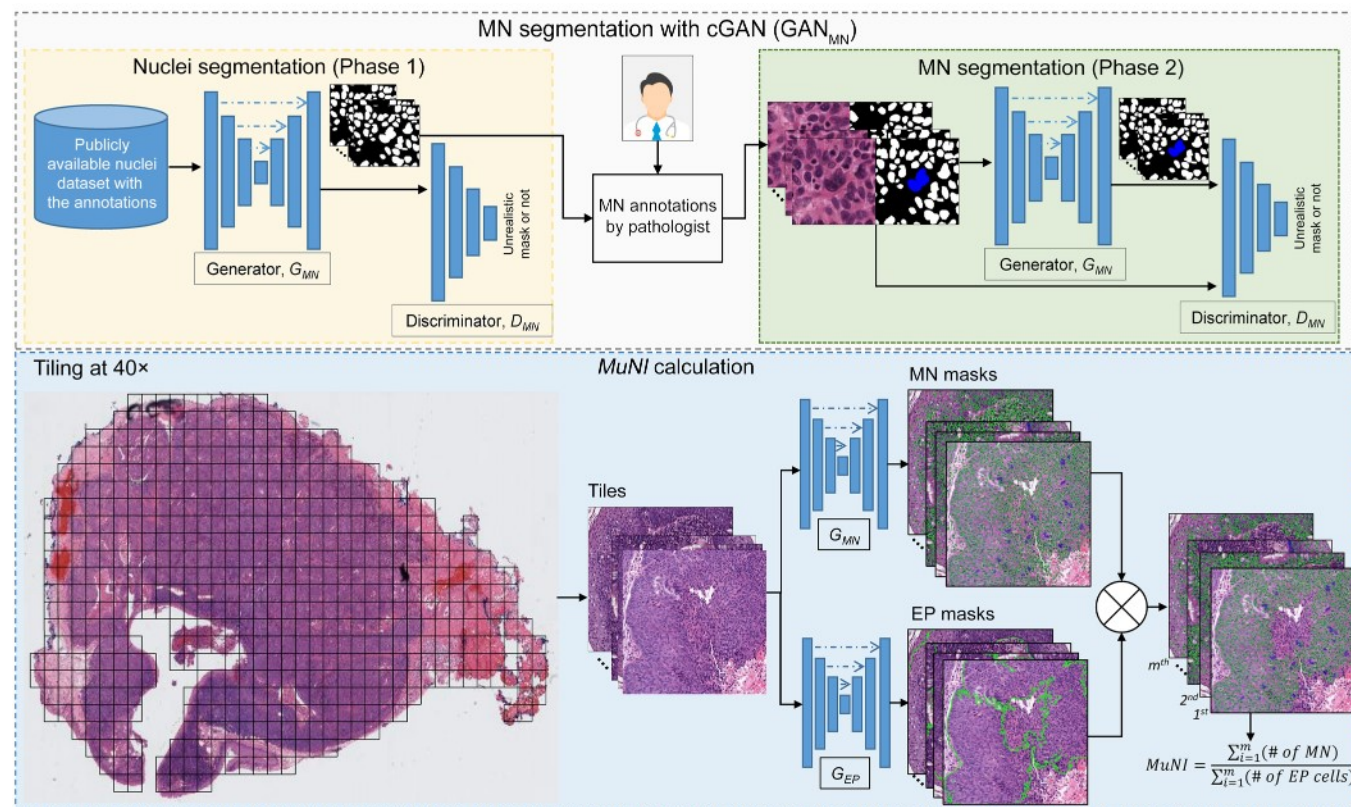 MN segmentation with cGAN (GAN_MN)
Nuclei segmentation (Phase 1)
Publicly
available nuclei
dataset with
the annotations
Generator, G_MN
Unrealistic
mask or not
Discriminator, D_MN
MN annotations
by pathologist
MN segmentation (Phase 2)
Generator, G_MN
Unrealistic
mask or not
Discriminator, D_MN
Tiling at 40×
MuNI calculation
Tiles
G_MN
MN masks
G_EP
EP masks
m^th
2^nd
1^st
MuNI = \frac{\sum_{i=1}^{m}(# of MN)}{\sum_{i=1}^{m}(# of EP cells)}